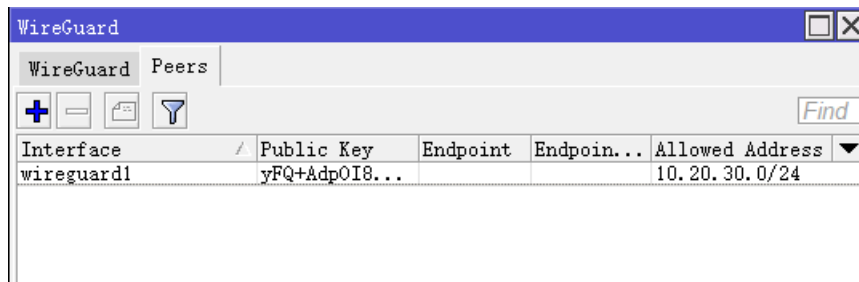 WireGuard
WireGuard Peers
Find
Interface Public Key Endpoint Endpoin... Allowed Address
wireguard1 yFQ+AdpOI8... 10.20.30.0/24